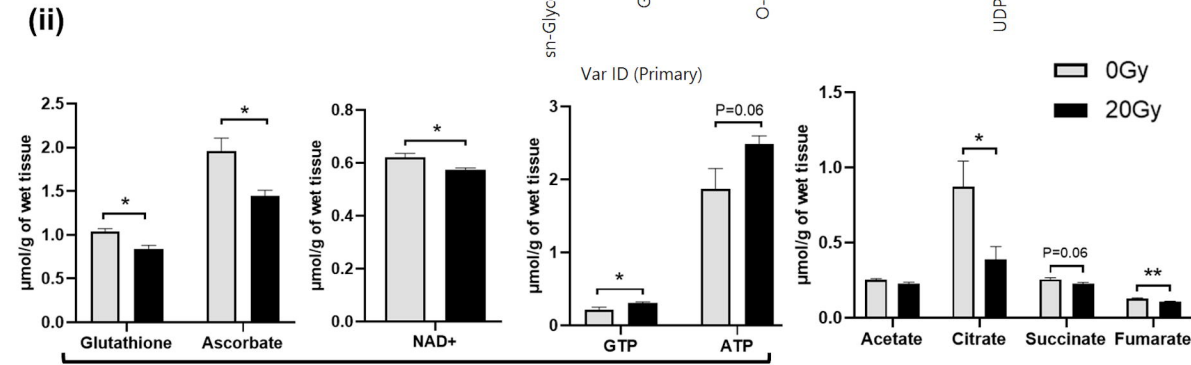 (ii)
sn-Glyc
G
O-
UDP
Var ID (Primary)
0Gy
20Gy
μmol/g of wet tissue
2.5
2.0
1.5
1.0
0.5
0.0
*
*
Glutathione
Ascorbate
μmol/g of wet tissue
0.8
0.6
0.4
0.2
0.0
*
NAD+
μmol/g of wet tissue
3
2
1
0
*
P=0.06
GTP
ATP
μmol/g of wet tissue
1.5
1.0
0.5
0.0
*
P=0.06
**
Acetate
Citrate
Succinate
Fumarate